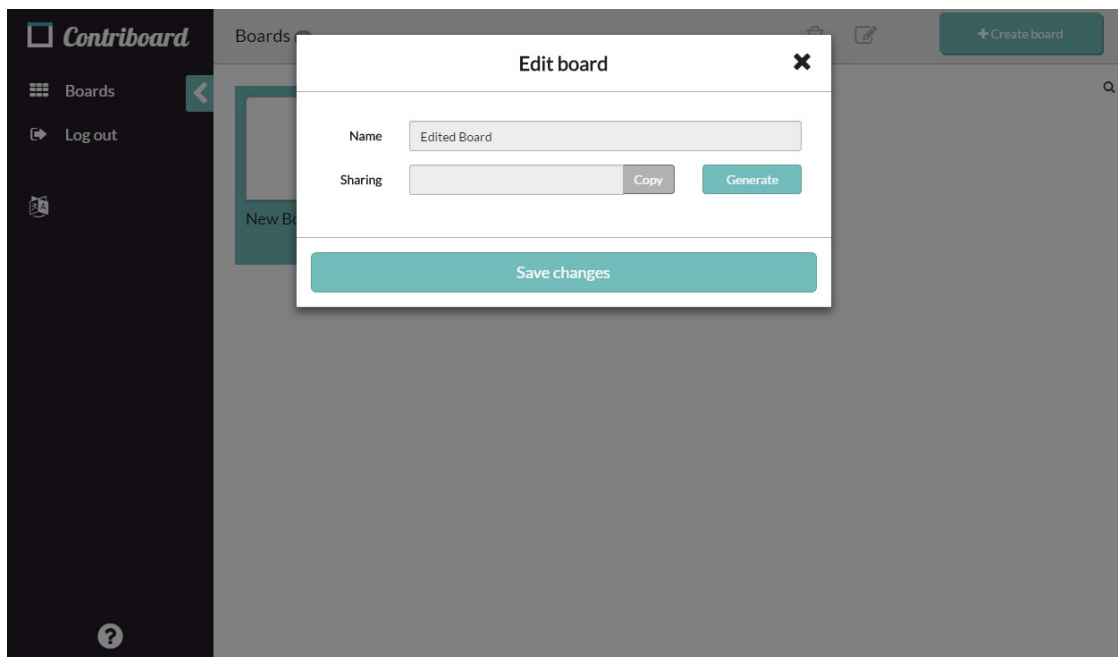 Contriboard
Boards
Log out
Boards
+ Create board
New Bo
Edit board
Name
Edited Board
Sharing
Copy
Generate
Save changes